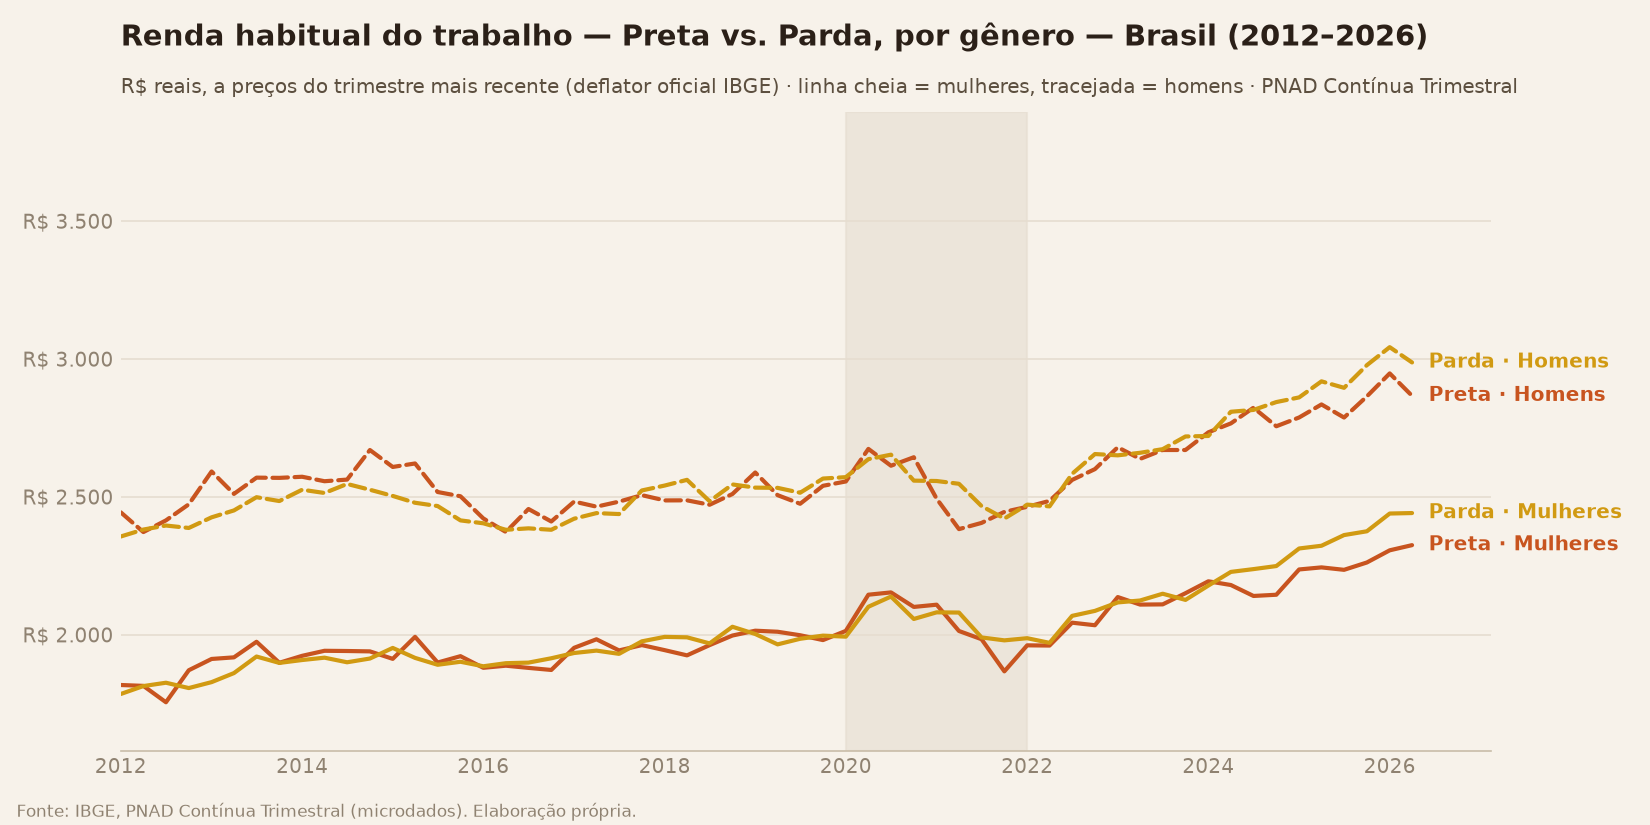 Renda habitual do trabalho — Preta vs. Parda, por gênero — Brasil (2012–2026)
R$ reais, a preços do trimestre mais recente (deflator oficial IBGE) · linha cheia = mulheres, tracejada = homens · PNAD Contínua Trimestral
R$ 3.500
R$ 3.000
R$ 2.500
R$ 2.000
Parda · Homens
Preta · Homens
Parda · Mulheres
Preta · Mulheres
2012 2014 2016 2018 2020 2022 2024 2026
Fonte: IBGE, PNAD Contínua Trimestral (microdados). Elaboração própria.